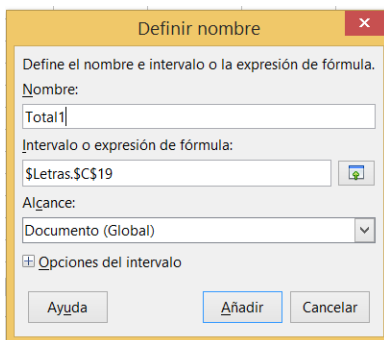 Definir nombre
Define el nombre e intervalo o la expresión de fórmula.
Nombre:
Total1
Intervalo o expresión de fórmula:
$Letras.$C$19
Alcance:
Documento (Global)
Opciones del intervalo
Ayuda Añadir Cancelar